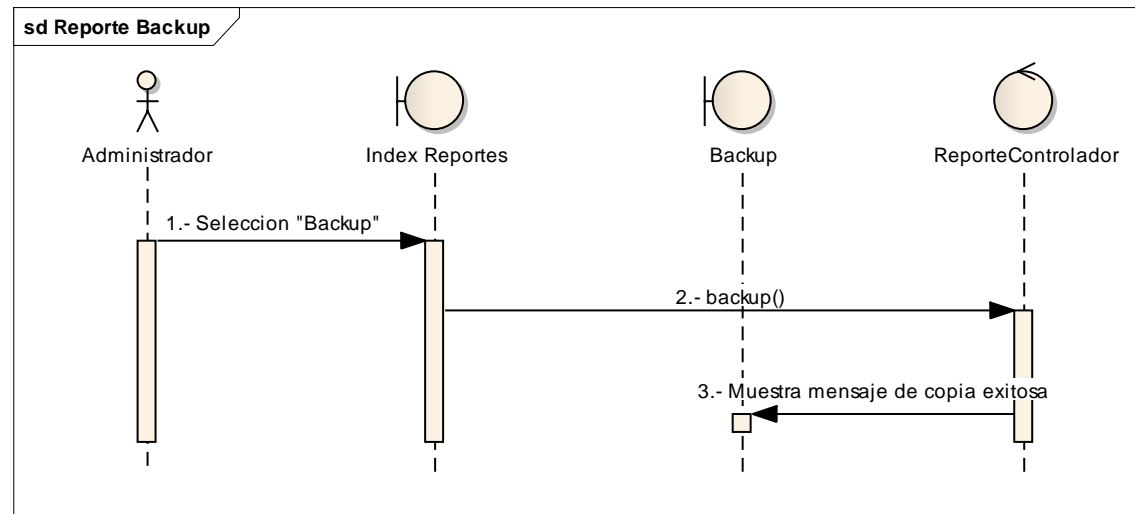 sd Reporte Backup
Administrador
Index Reportes
Backup
ReporteControlador
1.- Seleccion "Backup"
2.- backup()
3.- Muestra mensaje de copia exitosa